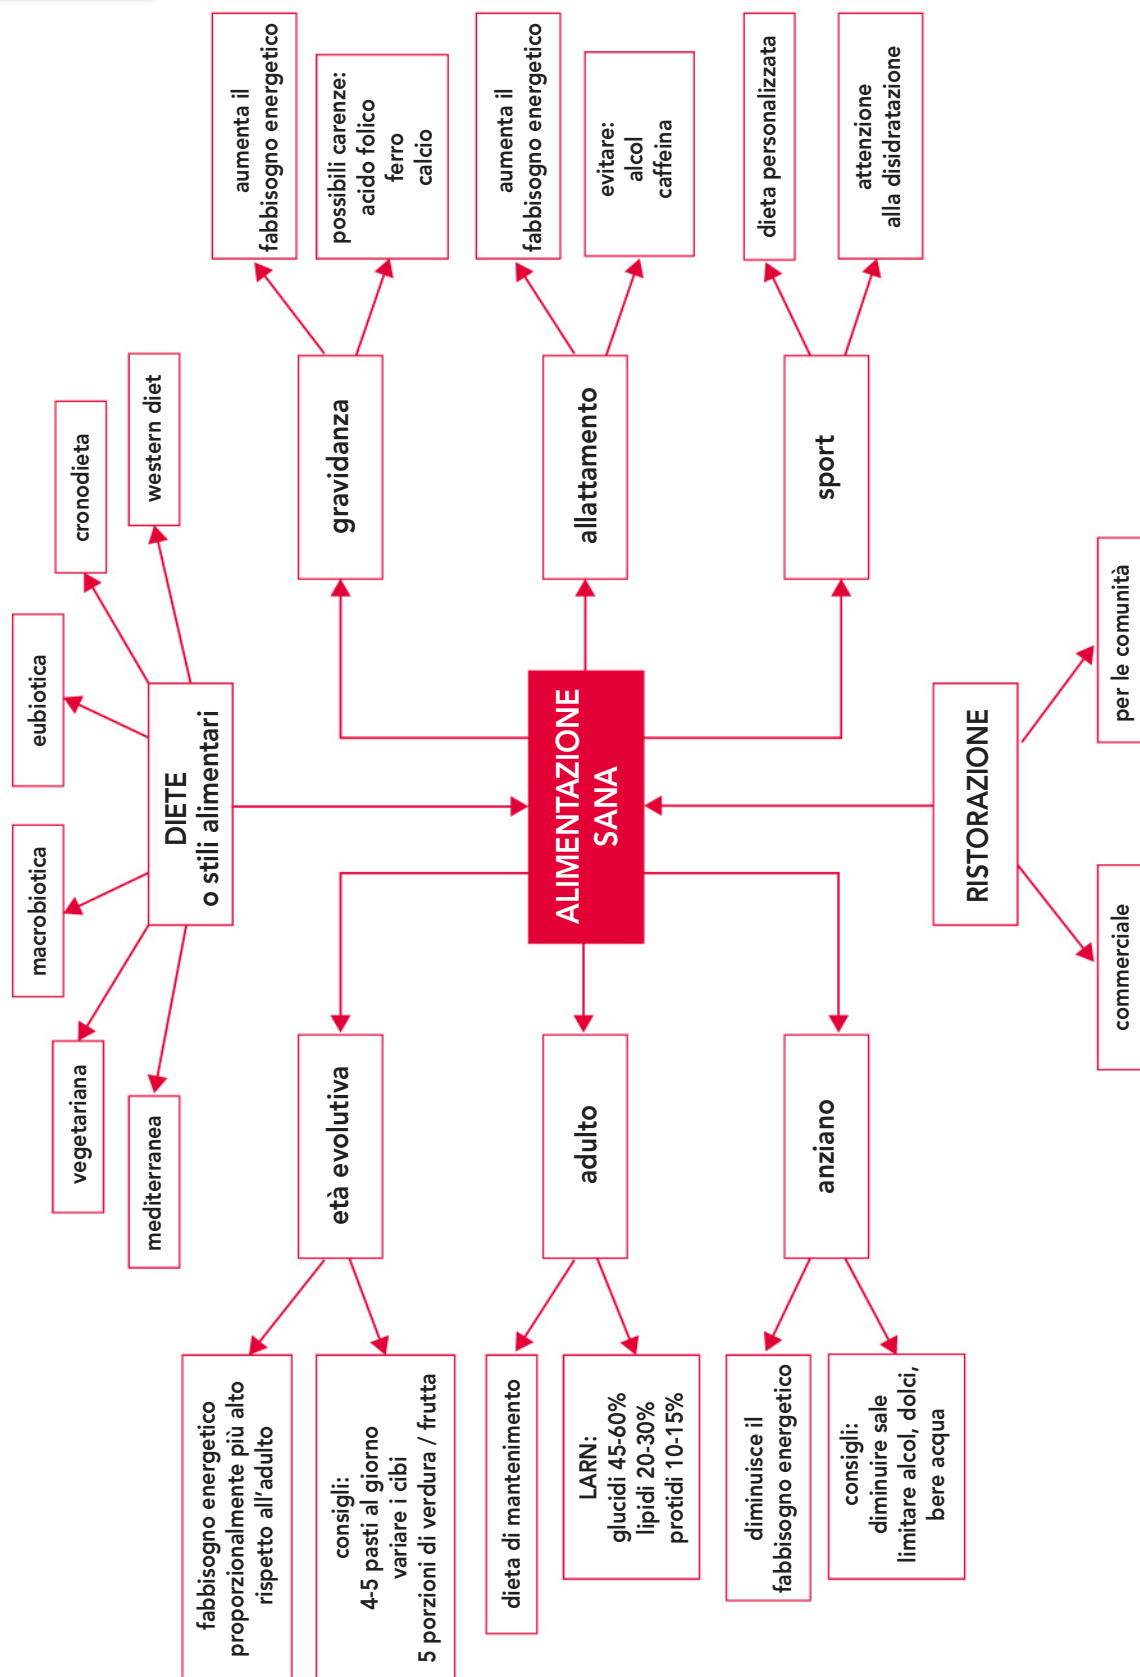 vegetariana
macrobiotica
eubiotica
cronodieta
mediterranea
western diet
DIETE
o stili alimentari
fabbisogno energetico
proporzionalmente più alto
rispetto all'adulto
consigli:
4-5 pasti al giorno
variare i cibi
5 porzioni di verdura / frutta
età evolutiva
gravidanza
aumenta il
fabbisogno energetico
possibili carenze:
acido folico
ferro
calcio
dieta di mantenimento
LARN:
glucidi 45-60%
lipidi 20-30%
protidi 10-15%
adulto
ALIMENTAZIONE
SANA
allattamento
aumenta il
fabbisogno energetico
evitare:
alcol
caffeina
diminuisce il
fabbisogno energetico
consigli:
diminuire sale
limitare alcol, dolci,
bere acqua
anziano
sport
dieta personalizzata
attenzione
alla disidratazione
RISTORAZIONE
commerciale
per le comunità